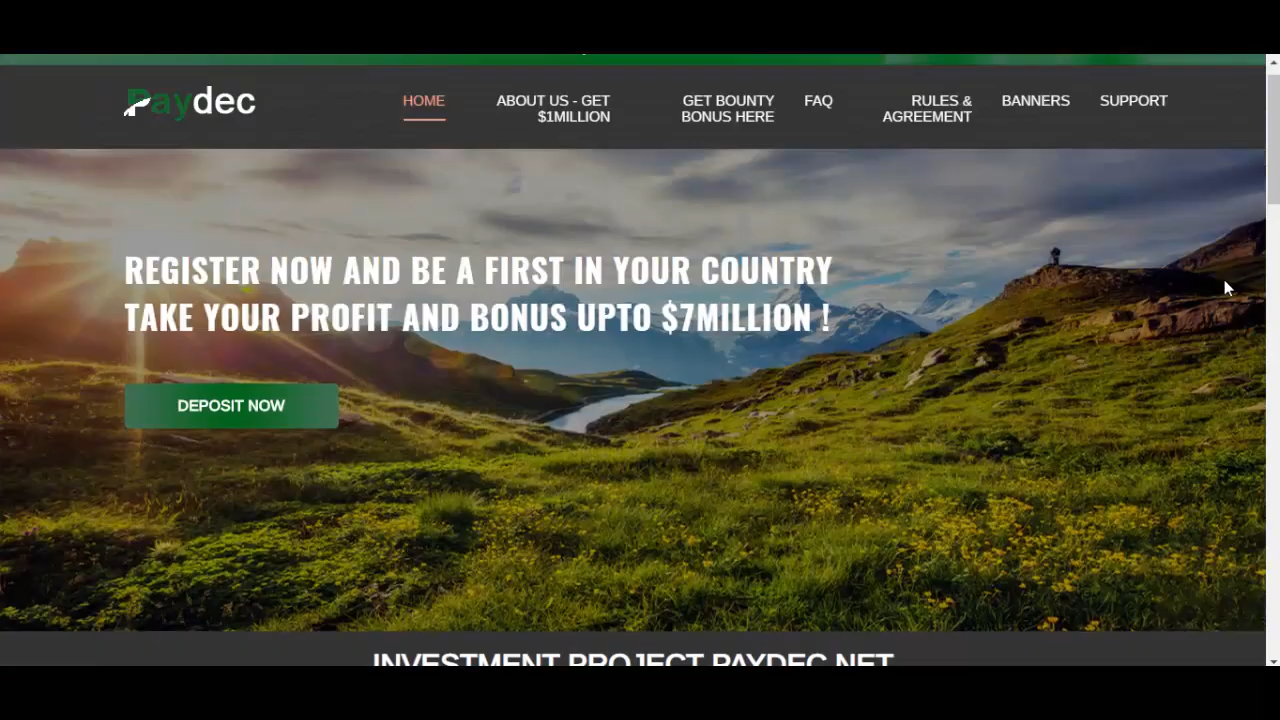 Paydec
HOME
ABOUT US - GET
$1MILLION
GET BOUNTY
BONUS HERE
FAQ
RULES &
AGREEMENT
BANNERS
SUPPORT
REGISTER NOW AND BE A FIRST IN YOUR COUNTRY
TAKE YOUR PROFIT AND BONUS UPTO $7MILLION !
DEPOSIT NOW
INVESTMENT PROJECT PAYDEC.NET